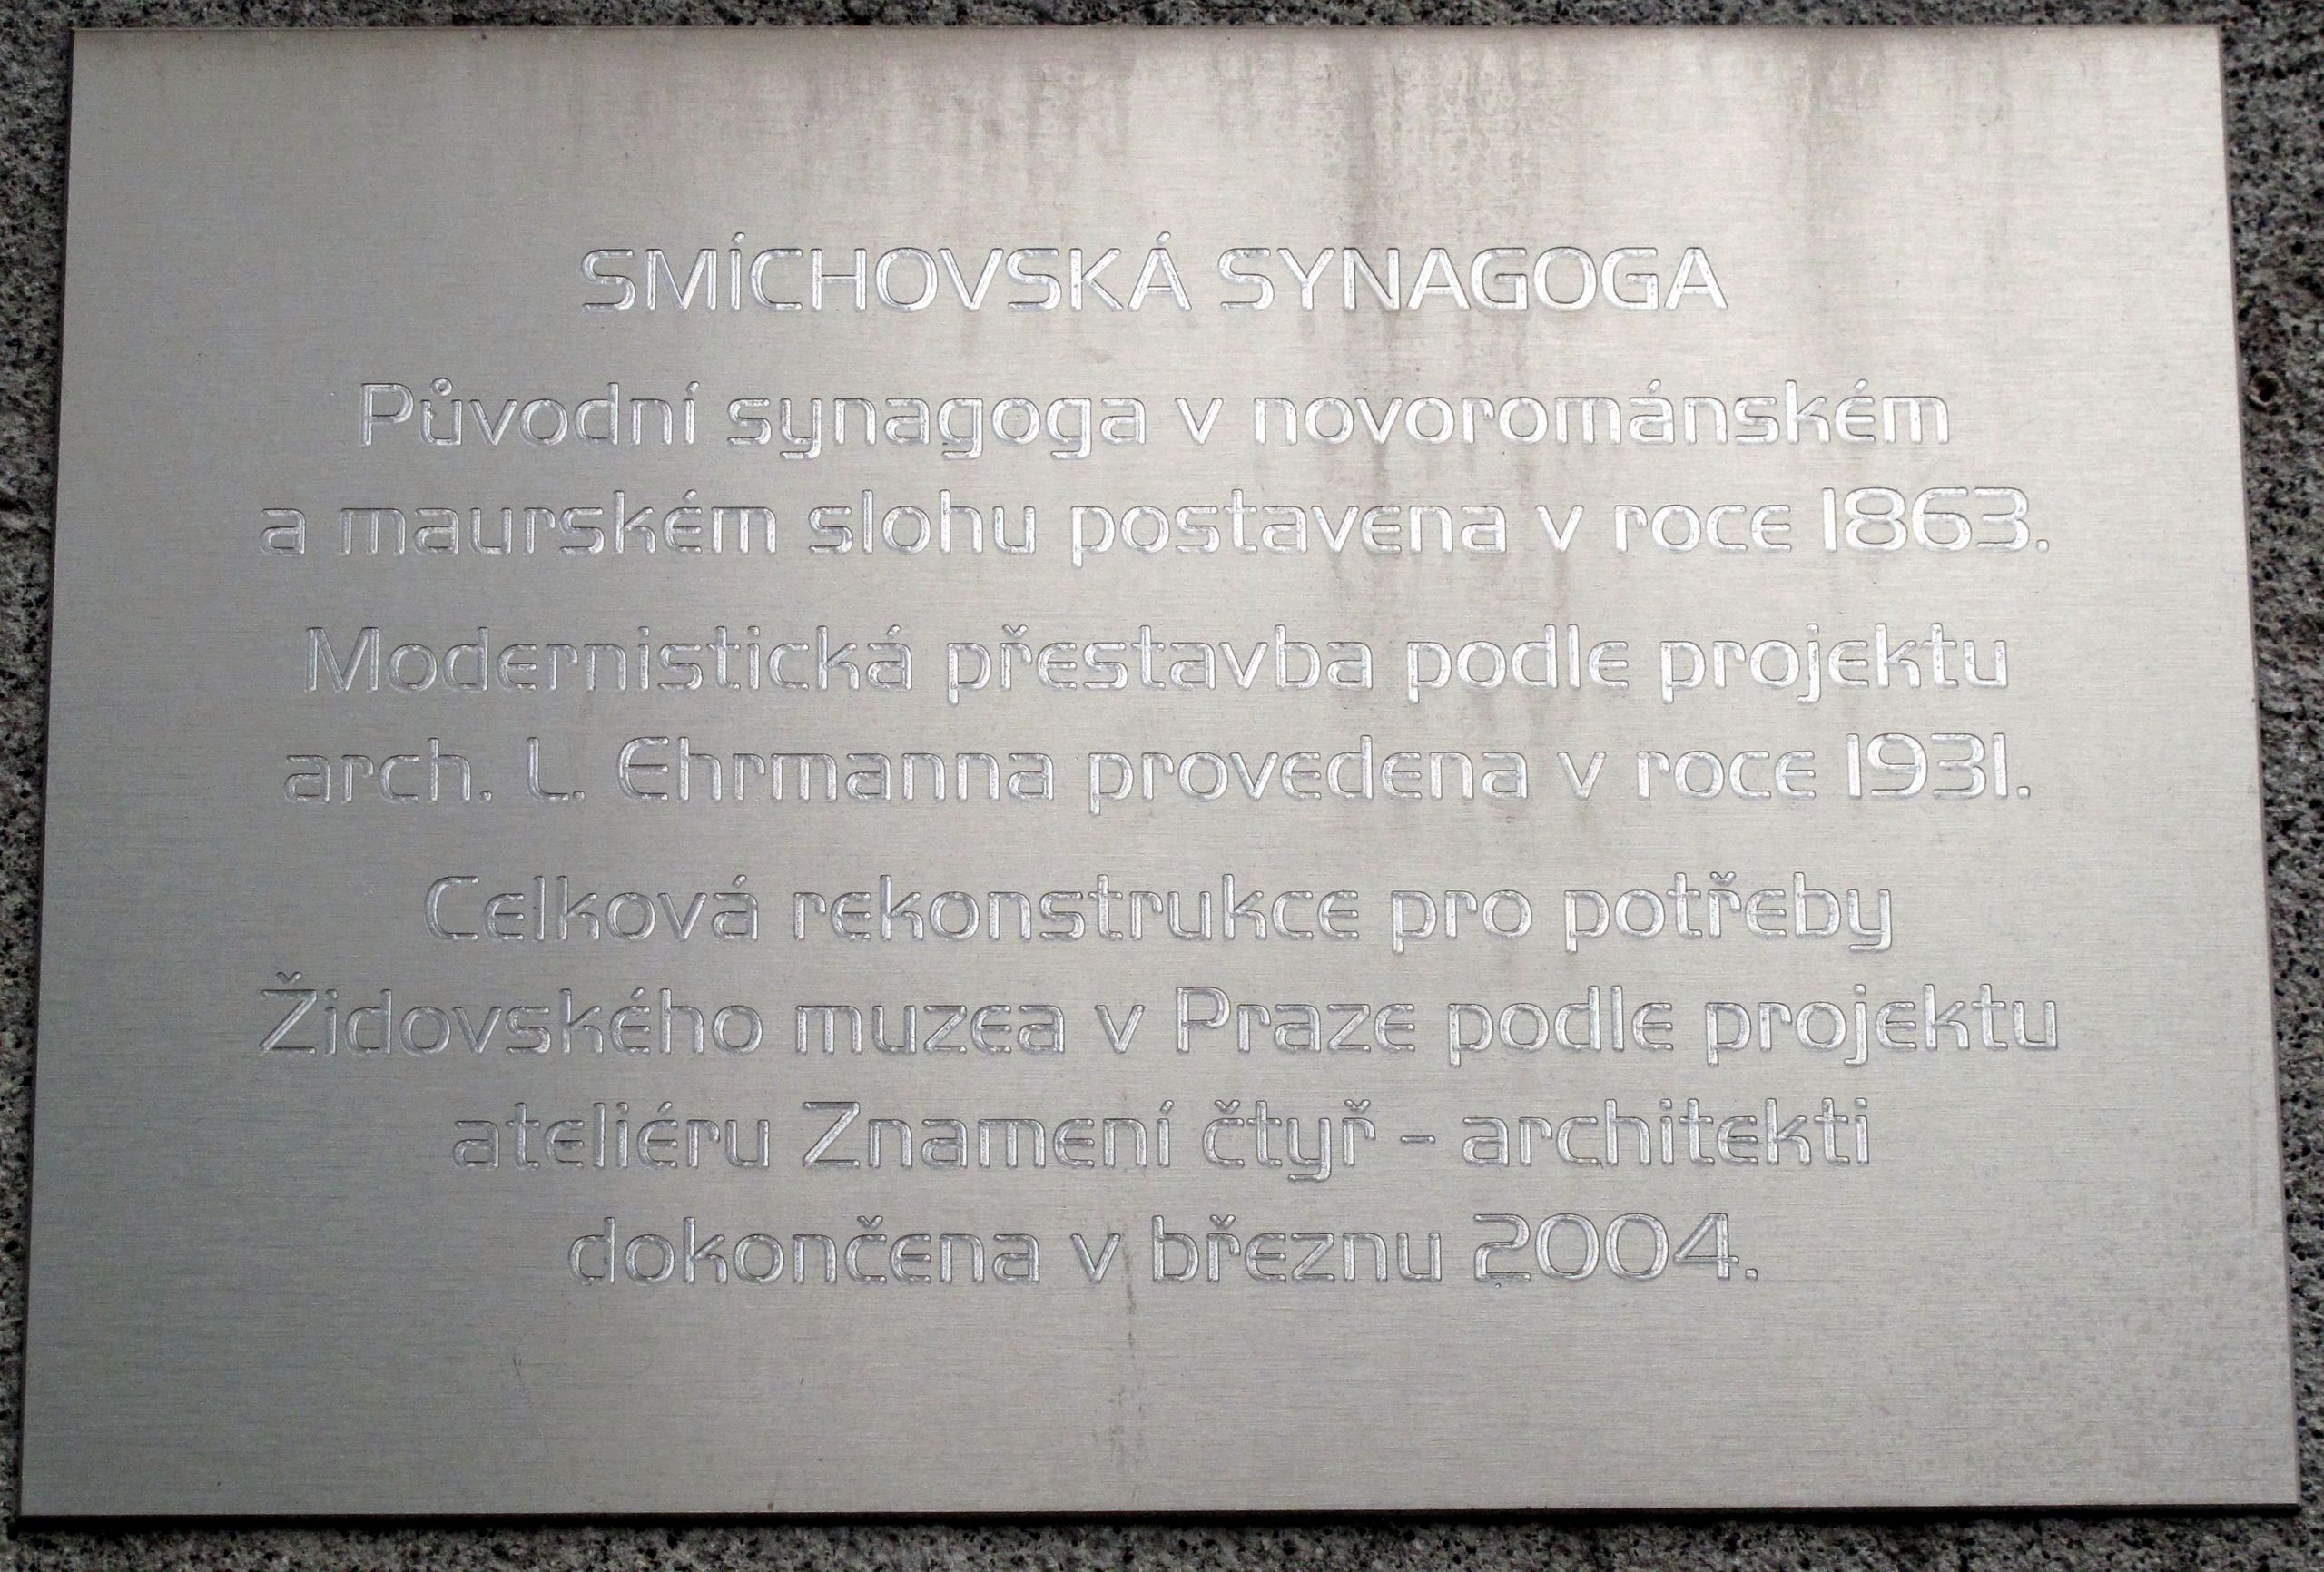 SMÍCHOVSKÁ SYNAGOGA
Původní synagoga v novorománském
a maurském slohu postavena v roce 1863.
Modernistická přestavba podle projektu
arch. L. Ehrmanna provedena v roce 1931.
Celková rekonstrukce pro potřeby
Židovského muzea v Praze podle projektu
ateliéru Znamení čtyř - architekti
dokončena v březnu 2004.